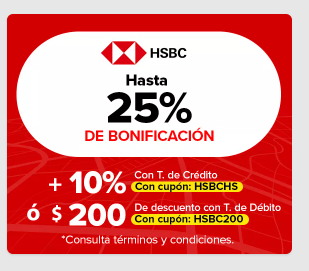 HSBC
Hasta
25%
DE BONIFICACIÓN
+ 10% Con T. de Crédito
Con cupón: HSBCHS
ó $ 200 De descuento con T. de Débito
Con cupón: HSBC200
*Consulta términos y condiciones.